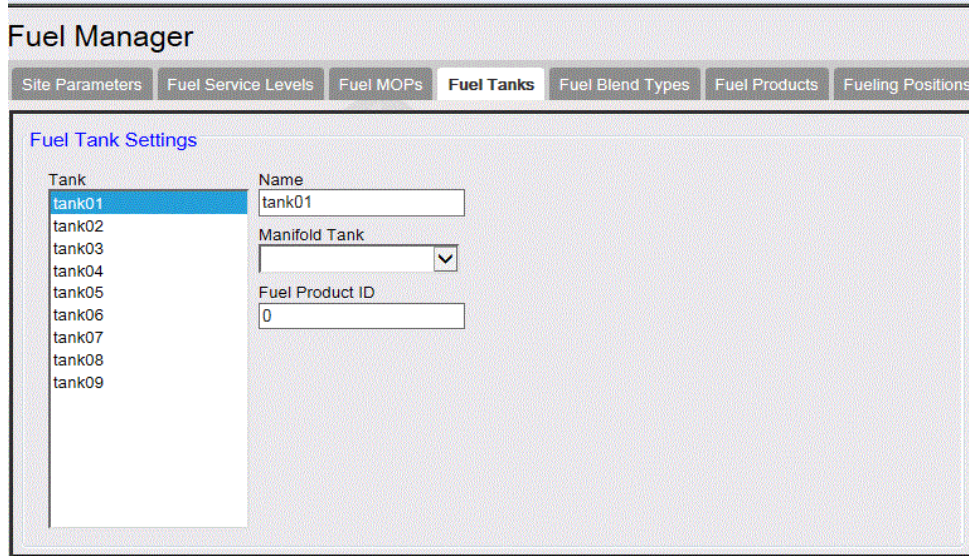 Fuel Manager
Site Parameters Fuel Service Levels Fuel MOPs Fuel Tanks Fuel Blend Types Fuel Products Fueling Positions
Fuel Tank Settings
Tank
tank01
tank02
tank03
tank04
tank05
tank06
tank07
tank08
tank09
Name
tank01
Manifold Tank
Fuel Product ID
0